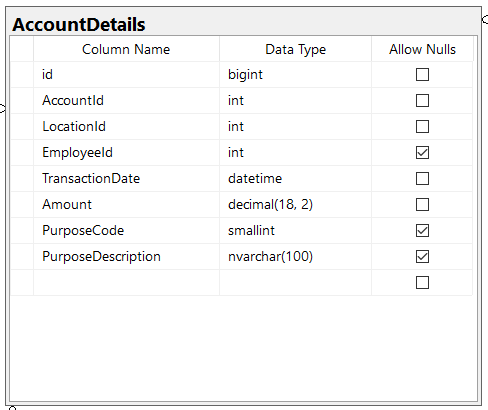 AccountDetails
Column Name Data Type Allow Nulls
id bigint
AccountId int
LocationId int
EmployeeId int
TransactionDate datetime
Amount decimal(18, 2)
PurposeCode smallint
PurposeDescription nvarchar(100)